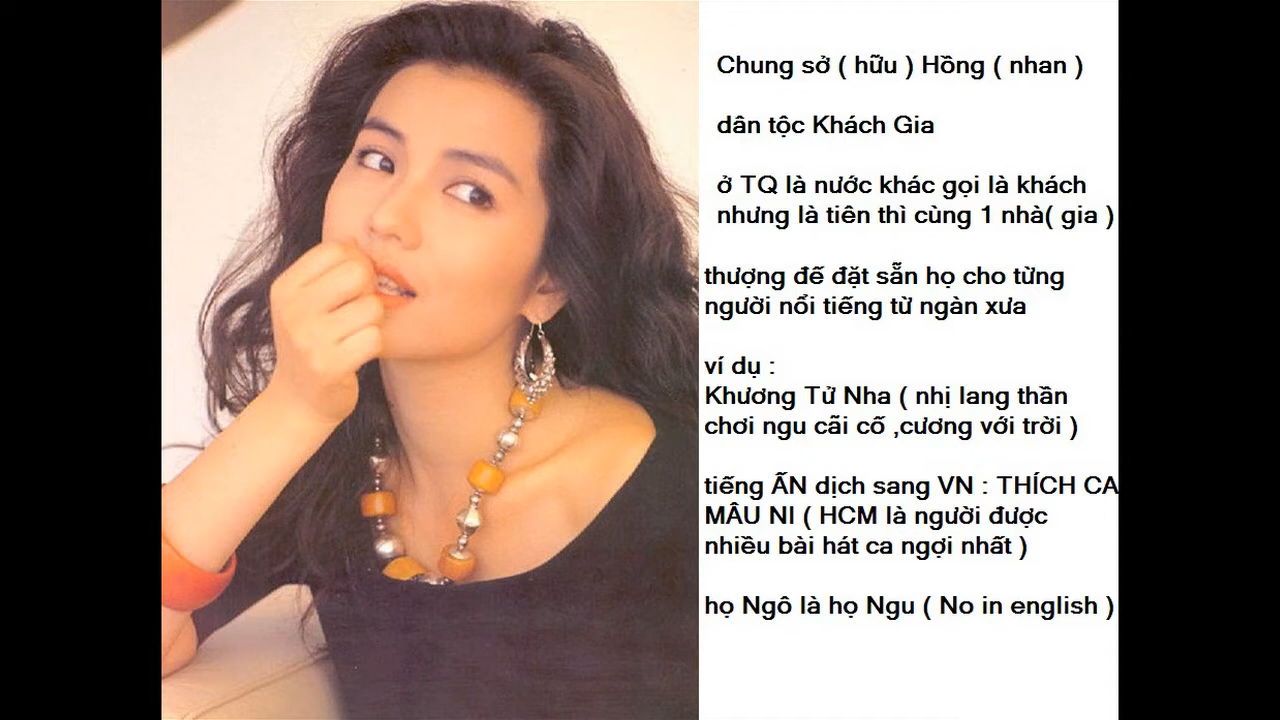 Chung sở ( hữu ) Hồng ( nhan )
dân tộc Khách Gia
ở TQ là nước khác gọi là khách
nhưng là tiên thì cùng 1 nhà( gia )
thượng đế đặt sẵn họ cho từng
người nổi tiếng từ ngàn xưa
ví dụ :
Khương Tử Nha ( nhị lang thần
chơi ngu cãi cố ,cương với trời )
tiếng ẤN dịch sang VN : THÍCH CA
MÂU NI ( HCM là người được
nhiều bài hát ca ngợi nhất )
họ Ngô là họ Ngu ( No in english )